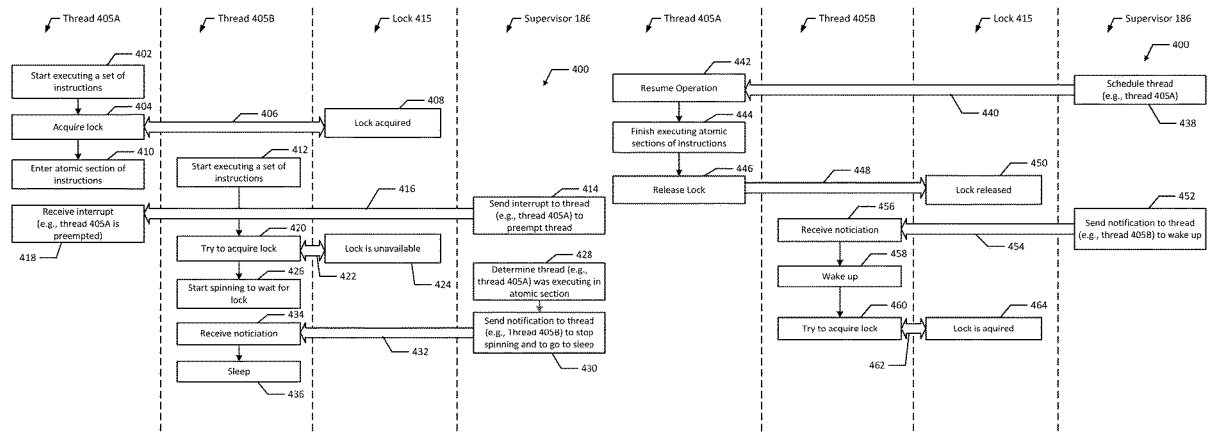 Thread 405A
Thread 405B
Lock 415
Supervisor 186
400
402
Start executing a set of
instructions
404
Acquire lock
406
408
Lock acquired
410
Enter atomic section of
instructions
412
Start executing a set of
instructions
414
Send interrupt to thread
(e.g., thread 405A) to
preempt thread
416
Receive interrupt
(e.g., thread 405A is
preempted)
418
420
Try to acquire lock
422
Lock is unavailable
424
426
Start spinning to wait for
lock
428
Determine thread (e.g.,
thread 405A) was executing in
atomic section
Send notification to thread
(e.g., Thread 405B) to stop
spinning and to go to sleep
430
432
434
Receive noticiation
Sleep
436
Thread 405A
Thread 405B
Lock 415
Supervisor 186
400
Schedule thread
(e.g., thread 405A)
438
440
442
Resume Operation
444
Finish executing atomic
sections of instructions
446
Release Lock
448
450
Lock released
452
Send notification to thread
(e.g., thread 405B) to wake up
454
456
Receive noticiation
458
Wake up
460
Try to acquire lock
462
464
Lock is aquired